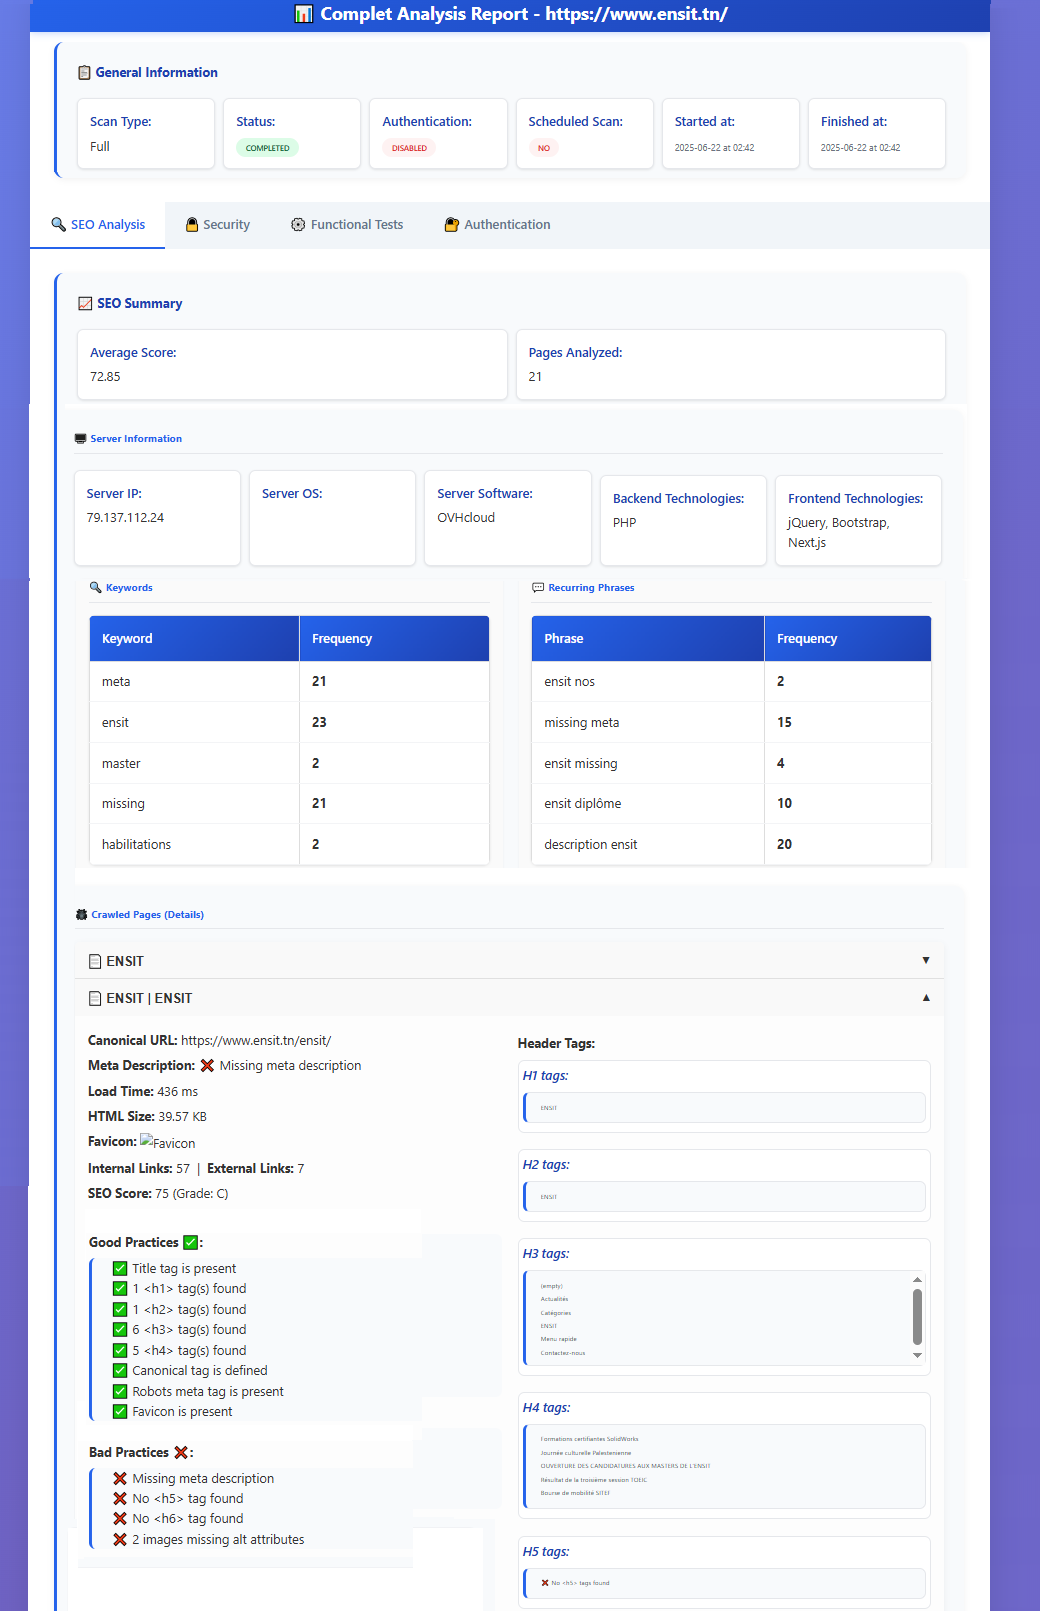 Complet Analysis Report - https://www.ensit.tn/
General Information
Scan Type:
Full
Status:
COMPLETED
Authentication:
DISABLED
Scheduled Scan:
NO
Started at:
2025-06-22 at 02:42
Finished at:
2025-06-22 at 02:42
SEO Analysis
Security
Functional Tests
Authentication
SEO Summary
Average Score:
72.85
Pages Analyzed:
21
Server Information
Server IP:
79.137.112.24
Server OS:
Server Software:
OVHcloud
Backend Technologies:
PHP
Frontend Technologies:
jQuery, Bootstrap,
Next.js
Keywords
Keyword Frequency
meta 21
ensit 23
master 2
missing 21
habilitations 2
Recurring Phrases
Phrase Frequency
ensit nos 2
missing meta 15
ensit missing 4
ensit diplôme 10
description ensit 20
Crawled Pages (Details)
ENSIT
ENSIT | ENSIT
Canonical URL: https://www.ensit.tn/ensit/
Meta Description: ❌ Missing meta description
Load Time: 436 ms
HTML Size: 39.57 KB
Favicon: Favicon
Internal Links: 57 | External Links: 7
SEO Score: 75 (Grade: C)
Good Practices ✅:
✅ Title tag is present
✅ 1 <h1> tag(s) found
✅ 1 <h2> tag(s) found
✅ 6 <h3> tag(s) found
✅ 5 <h4> tag(s) found
✅ Canonical tag is defined
✅ Robots meta tag is present
✅ Favicon is present
Bad Practices ❌:
❌ Missing meta description
❌ No <h5> tag found
❌ No <h6> tag found
❌ 2 images missing alt attributes
Header Tags:
H1 tags:
ENSIT
H2 tags:
ENSIT
H3 tags:
(empty)
Actualités
Catégories
ENSIT
Menu rapide
Contactez-nous
H4 tags:
Formations certifiantes SolidWorks
Journée culturelle Palestenienne
OUVERTURE DES CANDIDATURES AUX MASTERS DE L'ENSIT
Résultat de la troisième session TOEIC
Bourse de mobilité SITEf
H5 tags:
❌ No <h5> tags found